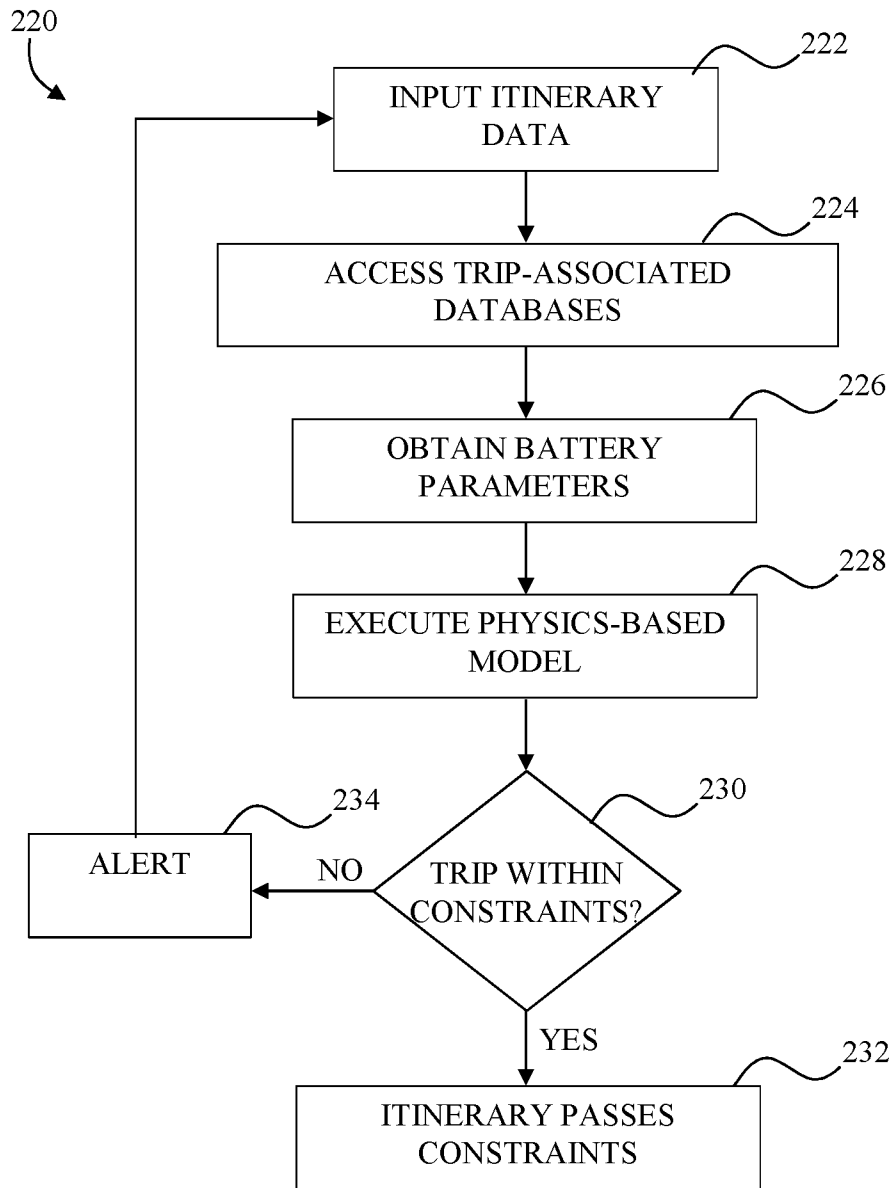 220
222
INPUT ITINERARY
DATA
224
ACCESS TRIP-ASSOCIATED
DATABASES
226
OBTAIN BATTERY
PARAMETERS
228
EXECUTE PHYSICS-BASED
MODEL
230
234
ALERT
NO
TRIP WITHIN
CONSTRAINTS?
YES
232
ITINERARY PASSES
CONSTRAINTS